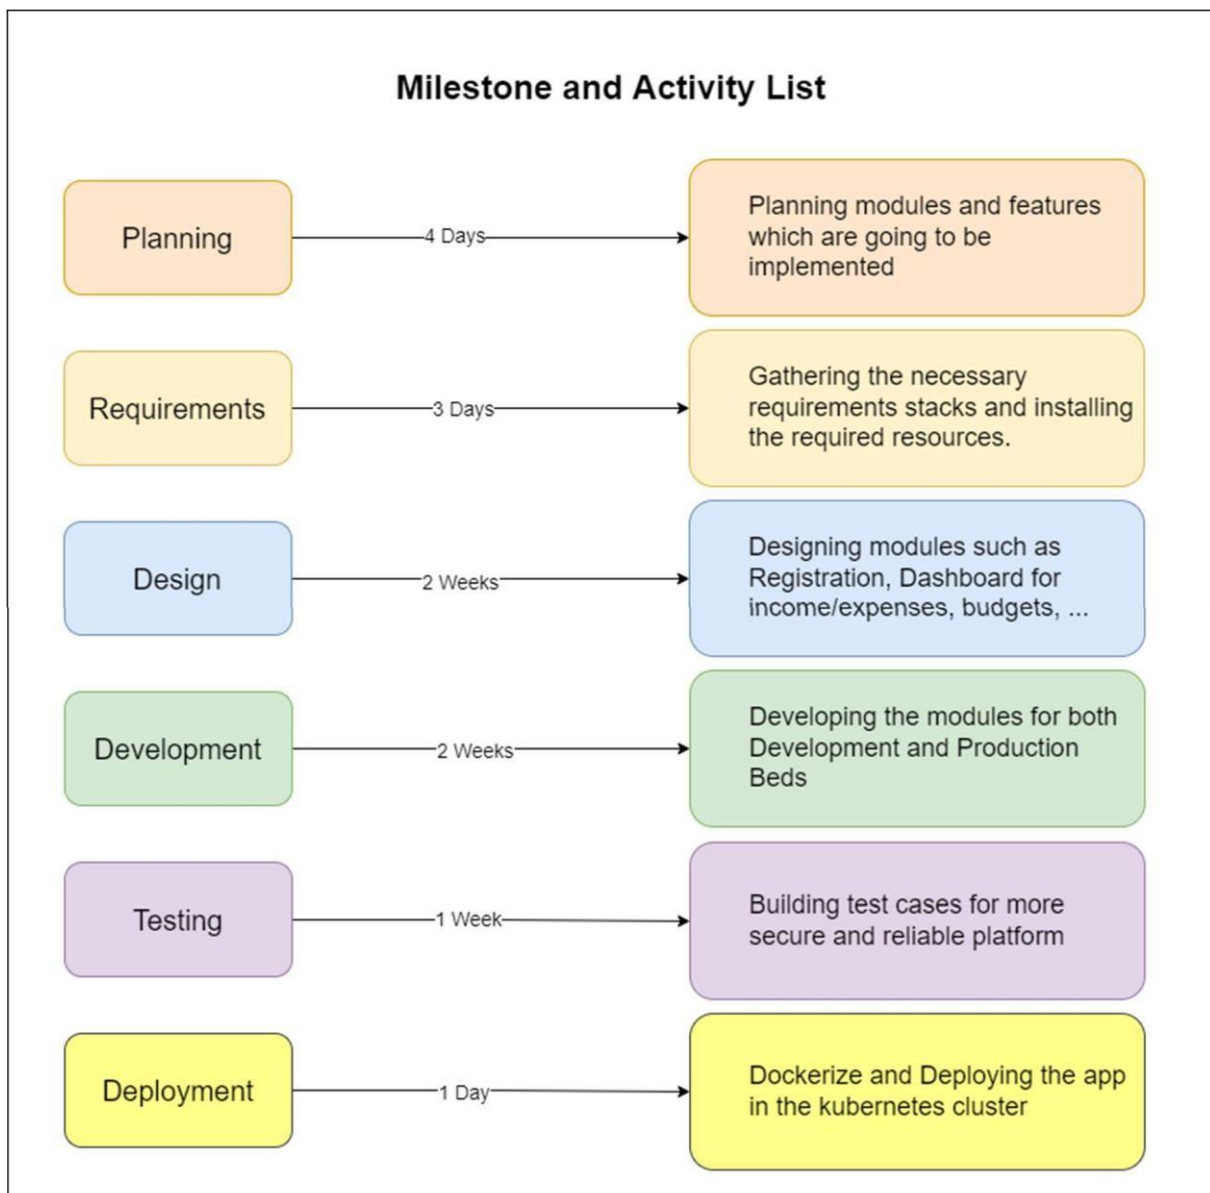 Milestone and Activity List
Planning
4 Days
Planning modules and features
which are going to be
implemented
Requirements
3 Days
Gathering the necessary
requirements stacks and installing
the required resources.
Design
2 Weeks
Designing modules such as
Registration, Dashboard for
income/expenses, budgets, ...
Development
2 Weeks
Developing the modules for both
Development and Production
Beds
Testing
1 Week
Building test cases for more
secure and reliable platform
Deployment
1 Day
Dockerize and Deploying the app
in the kubernetes cluster